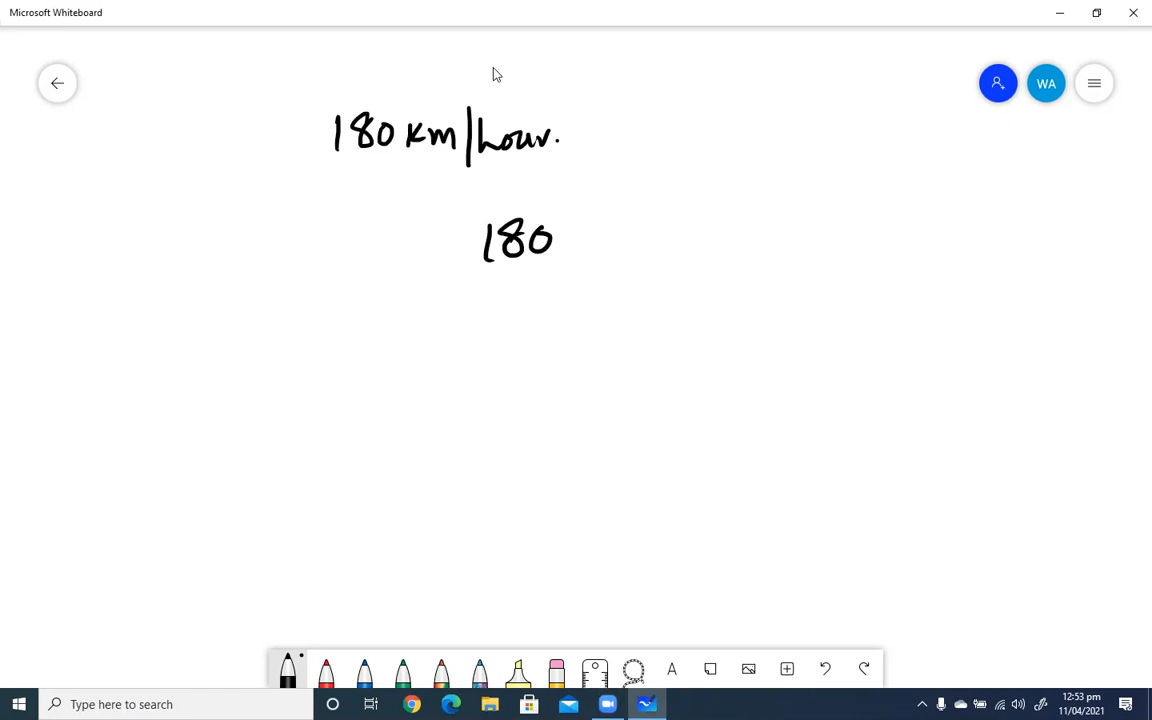 Microsoft Whiteboard
WA
180 km/hour.
180
A
Type here to search
12:53 pm
11/04/2021